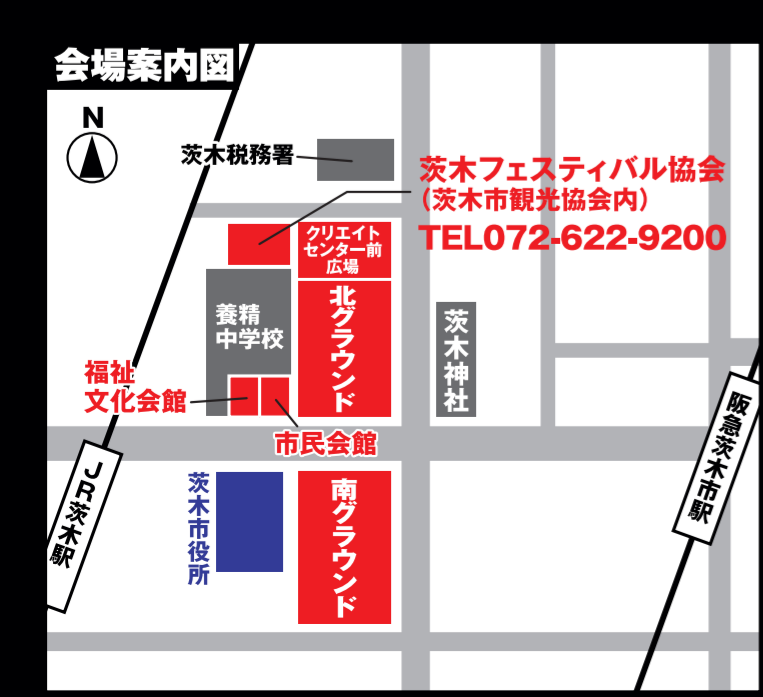 会場案内図
N
茨木税務署
茨木フェスティバル協会
（茨木市観光協会内）
TEL072-622-9200
クリエイト
センター前
広場
北グラウンド
養精
中学校
茨木神社
福祉
文化会館
市民会館
阪急茨木市駅
JR茨木駅
茨木市役所
南グラウンド